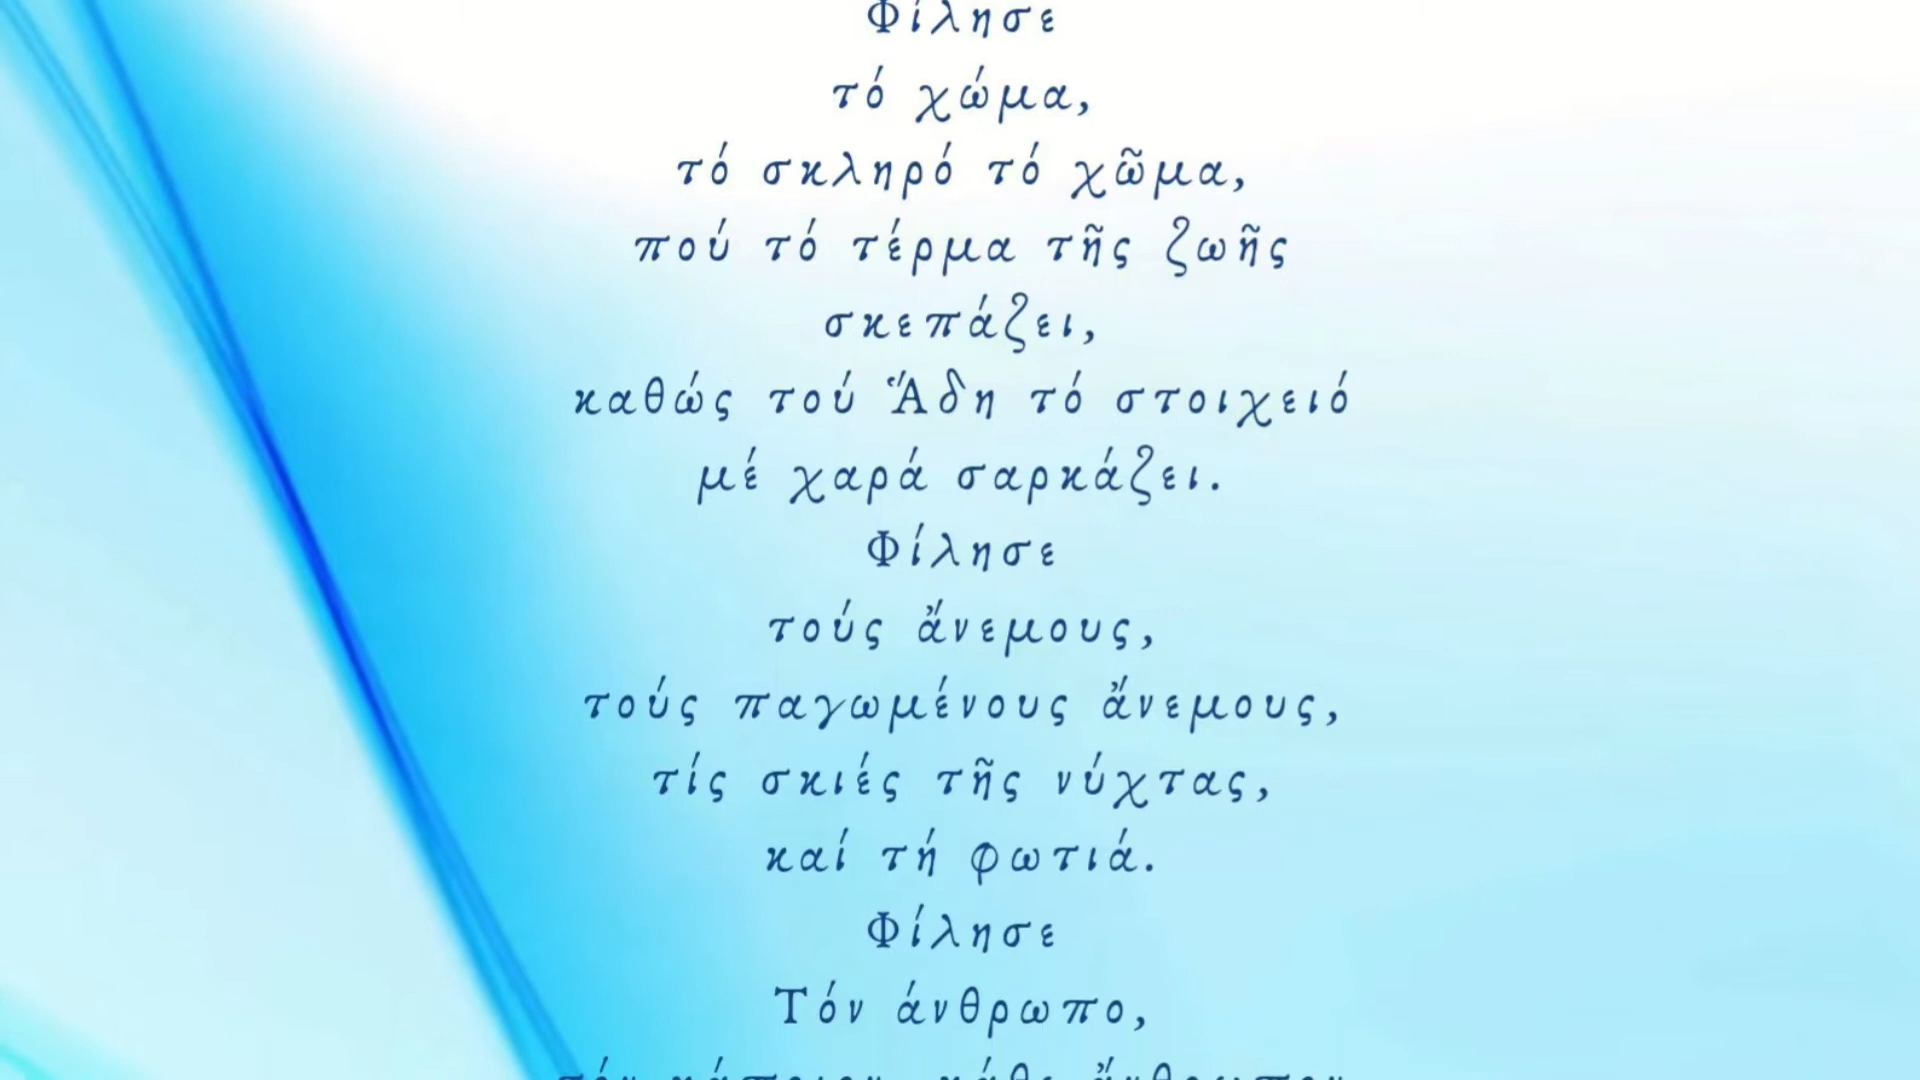 Φίλησε
τό χώμα,
τό σκληρό τό χῶμα,
πού τό τέρμα τῆς ζωῆς
σκεπάζει,
καθώς τού Ἅδη τό στοιχειό
μέ χαρά σαρκάζει.
Φίλησε
τούς ἄνεμους,
τούς παγωμένους ἄνεμους,
τίς σκιές τῆς νύχτας,
καί τή φωτιά.
Φίλησε
Τόν άνθρωπο,